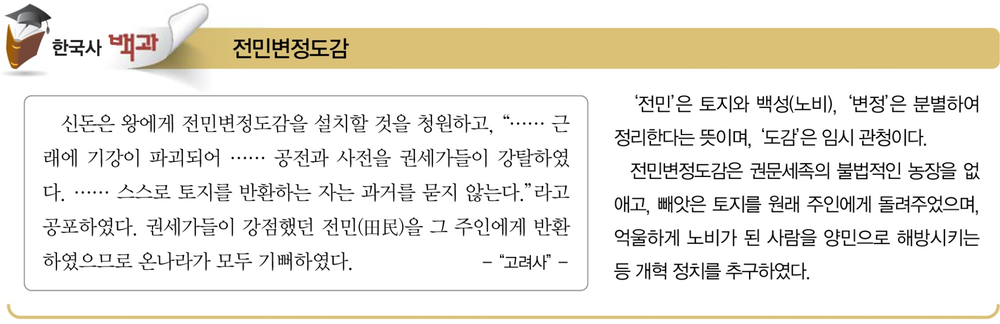 한국사 백과 전민변정도감
신돈은 왕에게 전민변정도감을 설치할 것을 청원하고, “…… 근
래에 기강이 파괴되어 …… 공전과 사전을 권세가들이 강탈하였
다. …… 스스로 토지를 반환하는 자는 과거를 묻지 않는다.”라고
공포하였다. 권세가들이 강점했던 전민(田民)을 그 주인에게 반환
하였으므로 온나라가 모두 기뻐하였다. – “고려사” –
‘전민’은 토지와 백성(노비), ‘변정’은 분별하여
정리한다는 뜻이며, ‘도감’은 임시 관청이다.
전민변정도감은 권문세족의 불법적인 농장을 없
애고, 빼앗은 토지를 원래 주인에게 돌려주었으며,
억울하게 노비가 된 사람을 양민으로 해방시키는
등 개혁 정치를 추구하였다.